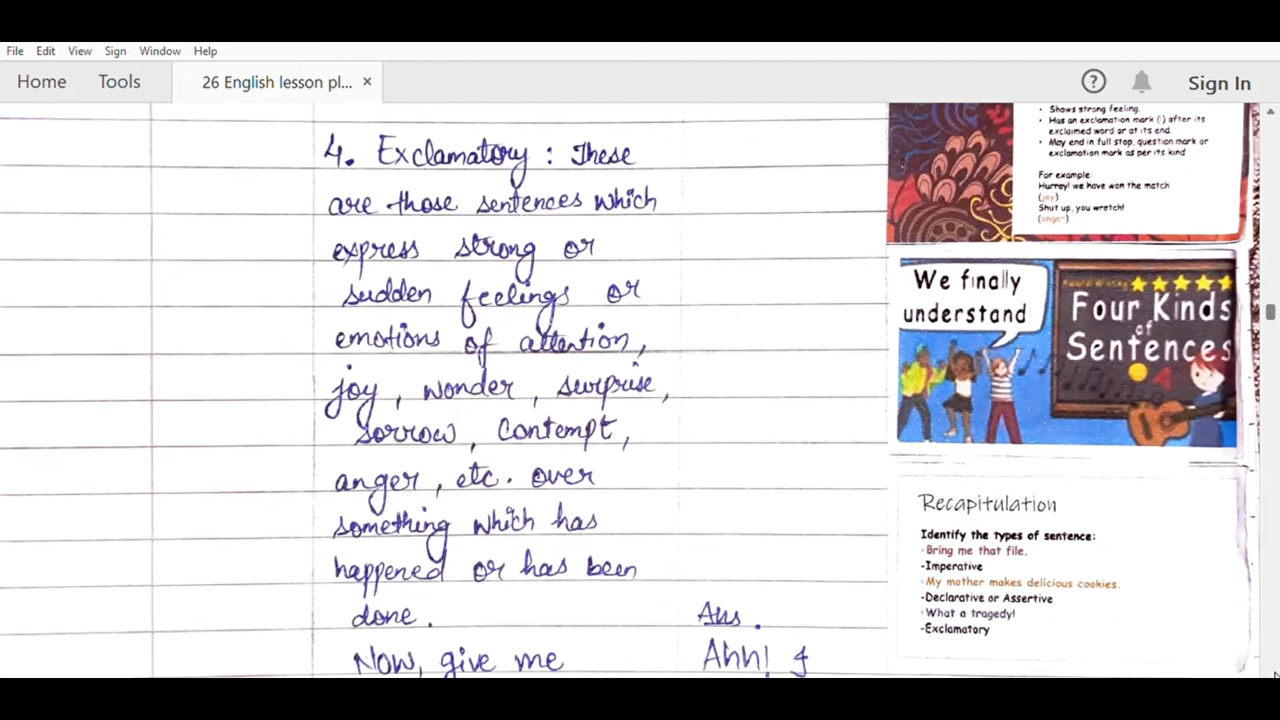 File Edit View Sign Window Help
Home Tools 26 English lesson pl... × Sign In
4. Exclamatory : These
are those sentences which
express strong or
sudden feelings or
emotions of attention,
joy, wonder, surprise,
sorrow, contempt,
anger, etc. over
something which has
happened or has been
done.
Now, give me
Ans.
Ahh! I
• Shows strong feeling.
• Has an exclamation mark (!) after its
exclaimed word or at its end.
• May end in full stop, question mark or
exclamation mark as per its kind
For example:
Hurray! we have won the match.
(joy)
Shut up, you wretch!
(anger)
We finally
understand
Four Kinds
of
Sentences
Recapitulation
Identify the types of sentence:
Bring me that file.
-Imperative
My mother makes delicious cookies.
-Declarative or Assertive
What a tragedy!
-Exclamatory